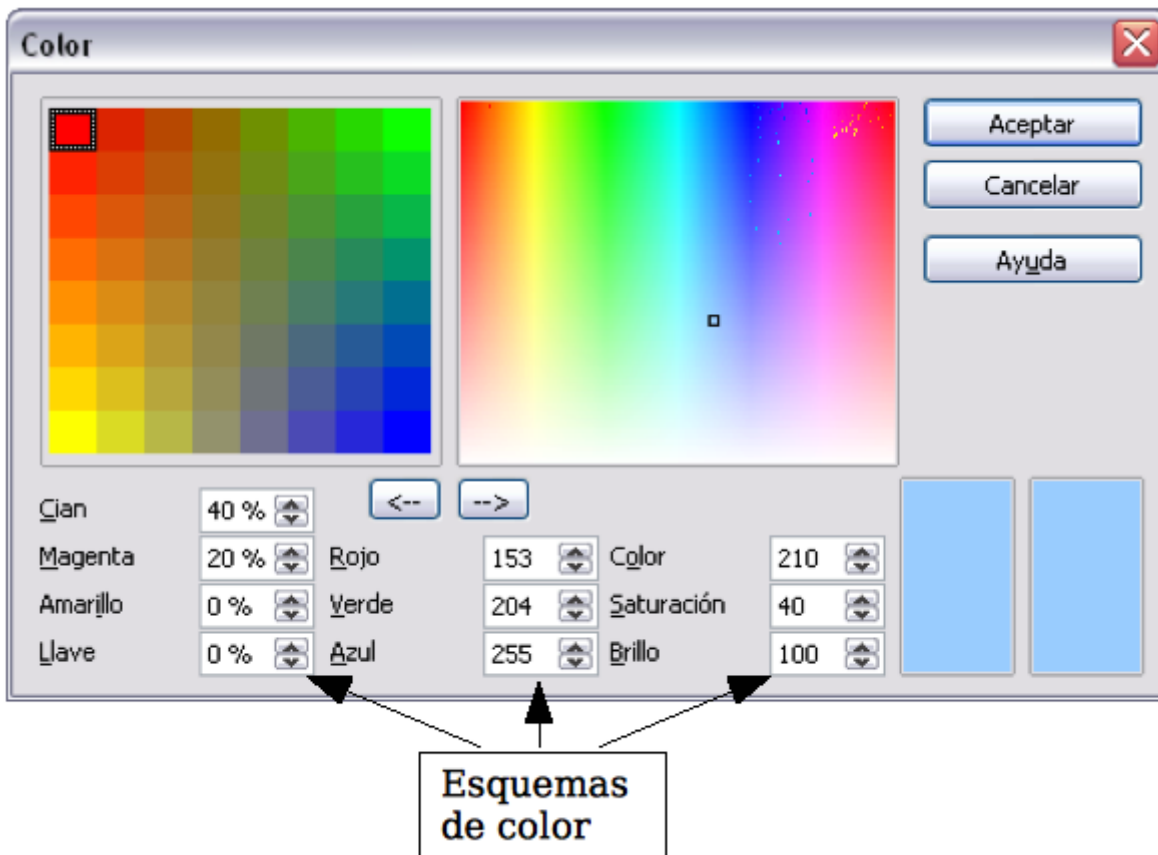 Color
Aceptar
Cancelar
Ayuda
<-- -->
Cian 40 %
Magenta 20 % Rojo 153 Color 210
Amarillo 0 % Verde 204 Saturación 40
Llave 0 % Azul 255 Brillo 100
Esquemas
de color